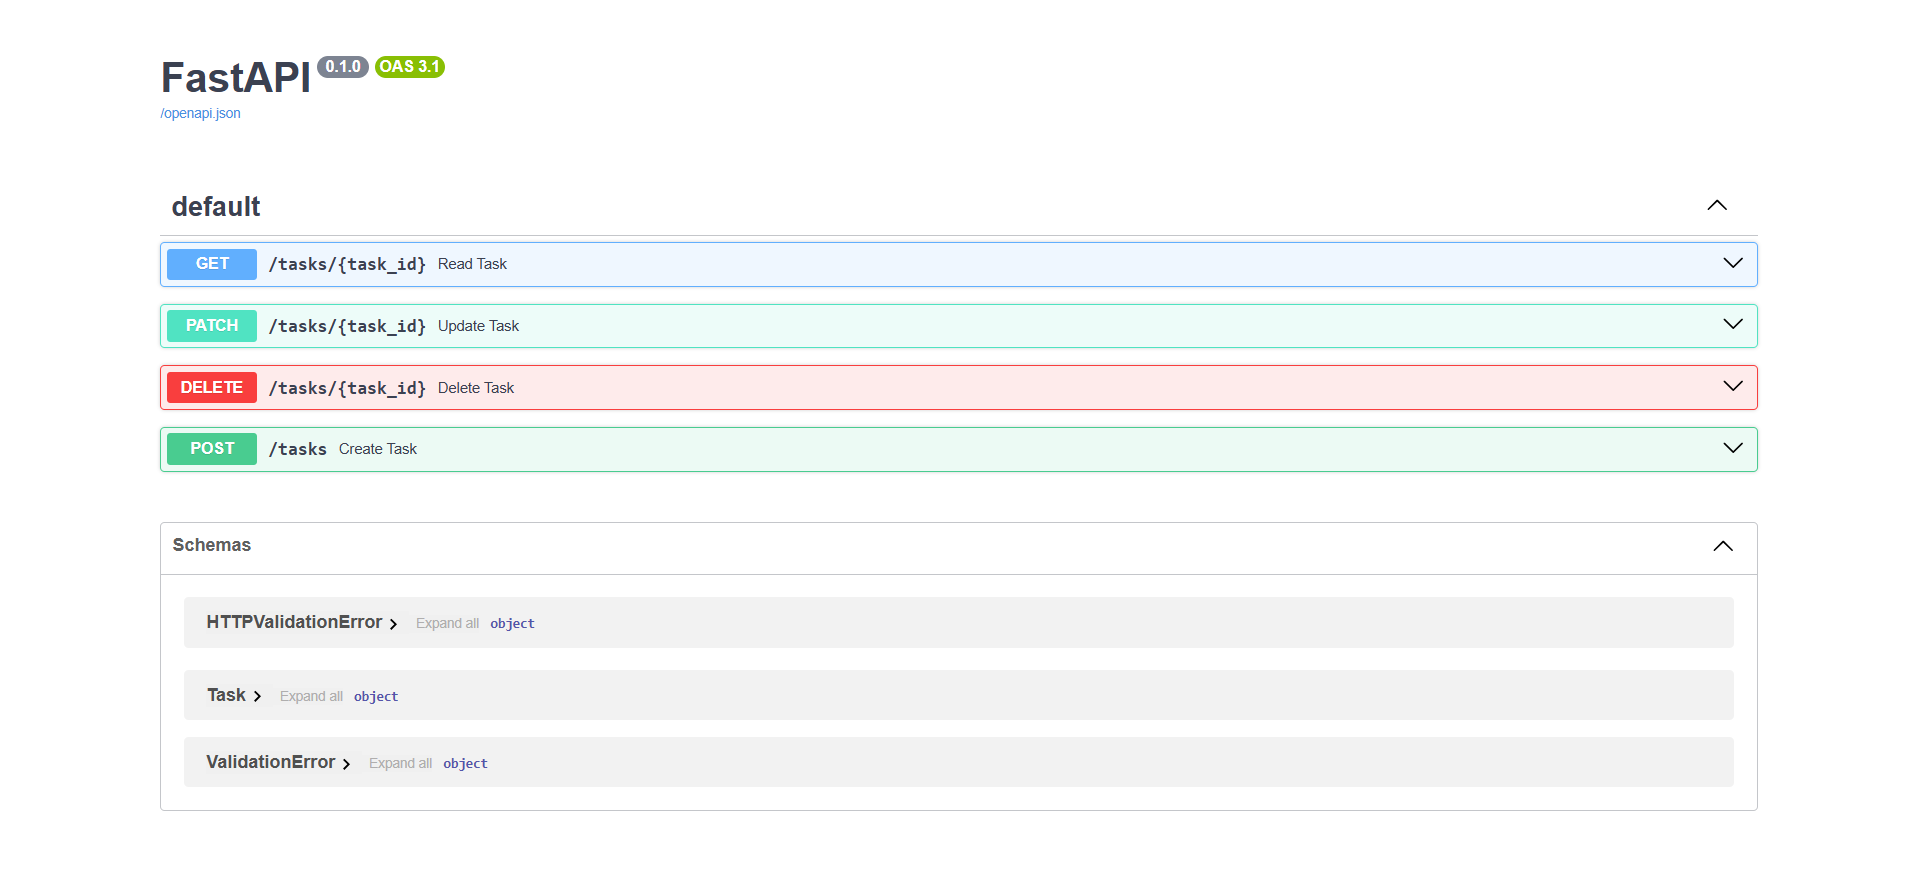 FastAPI 0.1.0 OAS 3.1
/openapi.json
default
GET /tasks/{task_id} Read Task
PATCH /tasks/{task_id} Update Task
DELETE /tasks/{task_id} Delete Task
POST /tasks Create Task
Schemas
HTTPValidationError Expand all object
Task Expand all object
ValidationError Expand all object